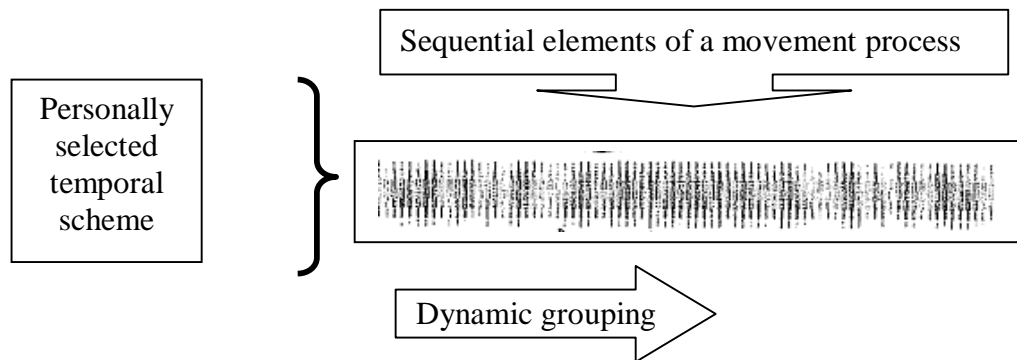 Sequential elements of a movement process
Personally
selected
temporal
scheme
Dynamic grouping